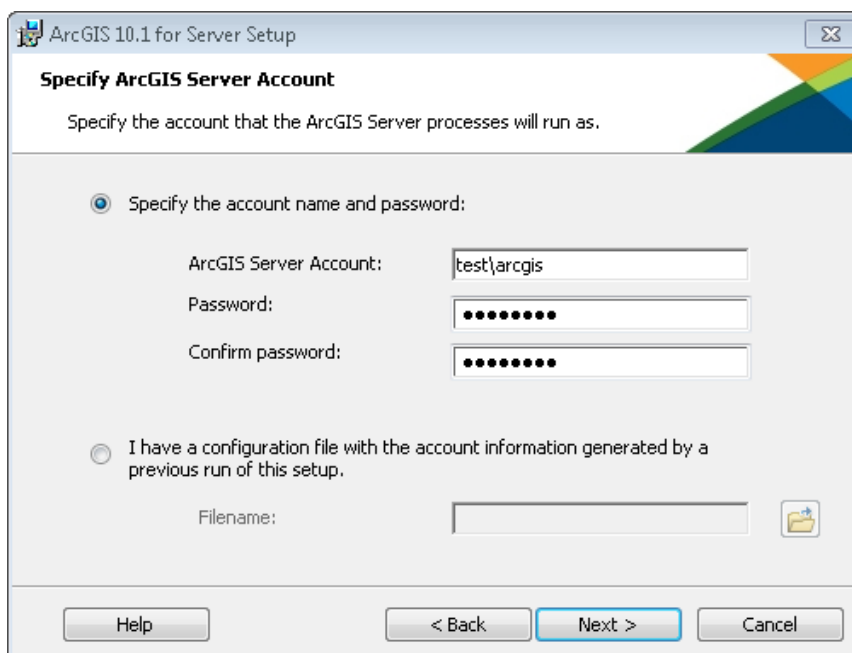 ArcGIS 10.1 for Server Setup
Specify ArcGIS Server Account
Specify the account that the ArcGIS Server processes will run as.
Specify the account name and password:
ArcGIS Server Account: test\arcgis
Password: ●●●●●●●●
Confirm password: ●●●●●●●●
I have a configuration file with the account information generated by a
previous run of this setup.
Filename:
Help < Back Next > Cancel